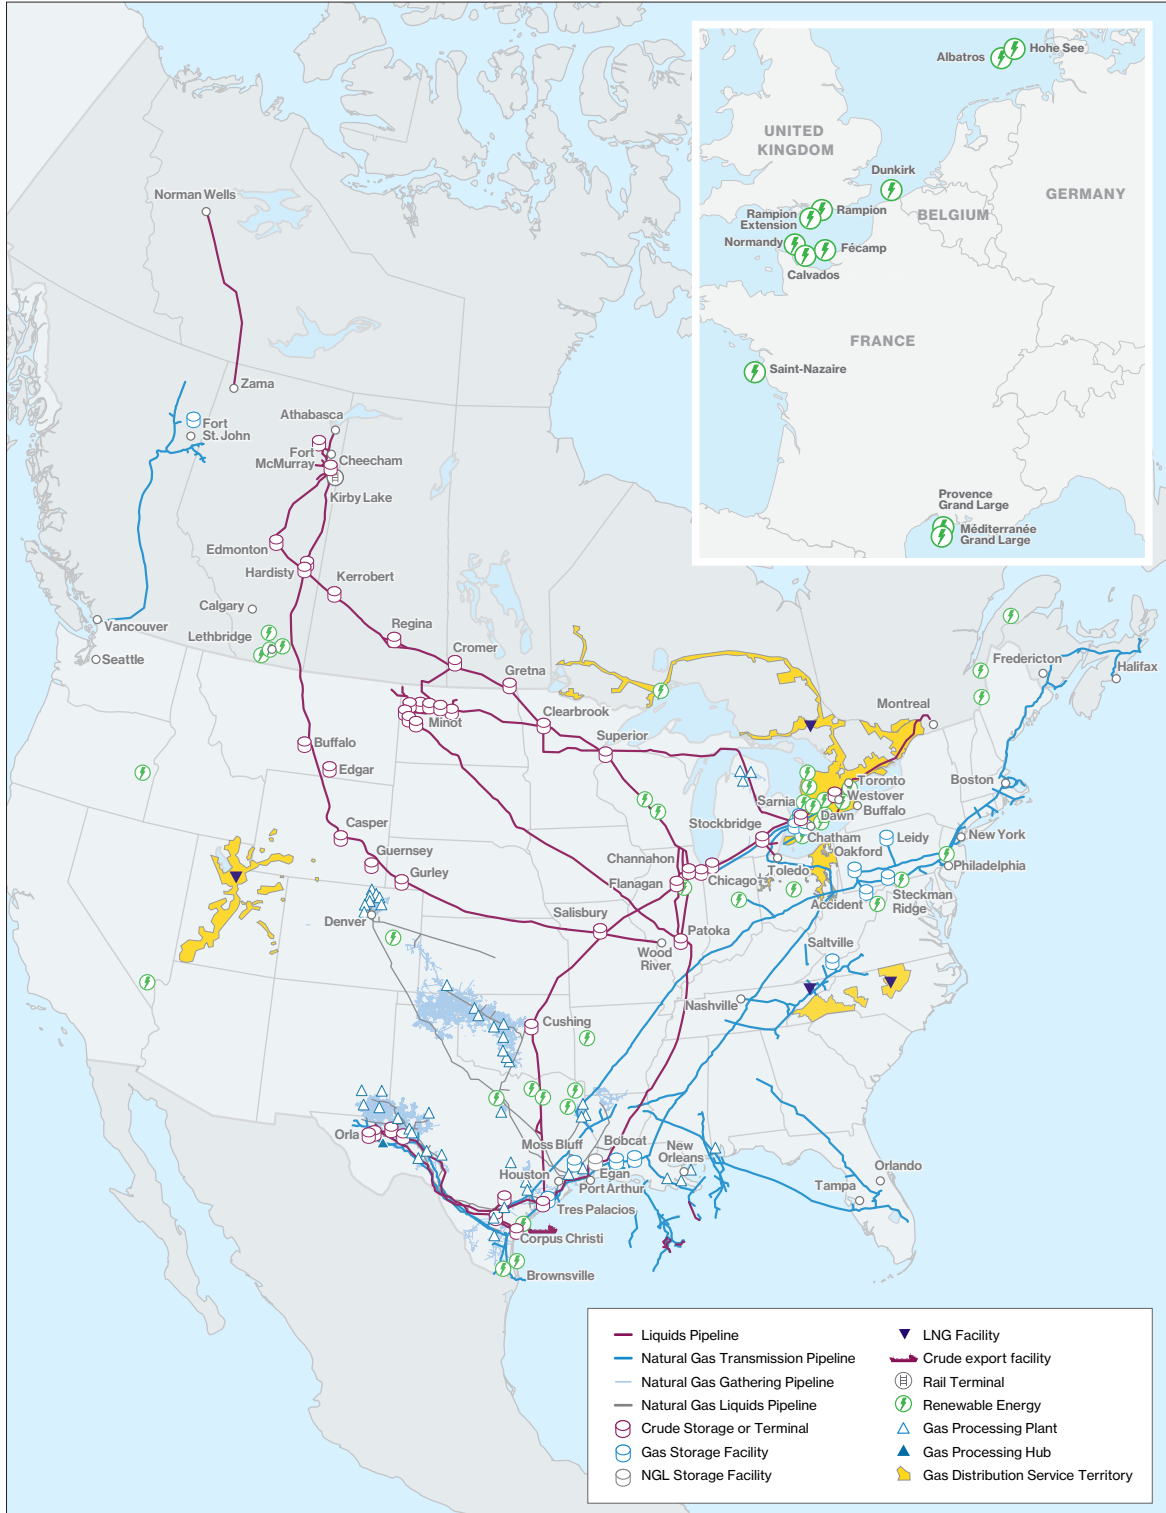 Albatros
Hohe See
UNITED
KINGDOM
Dunkirk
GERMANY
BELGIUM
Rampion
Extension
Rampion
Normandy
Fécamp
Calvados
FRANCE
Saint-Nazaire
Provence
Grand Large
Méditerranée
Grand Large
Norman Wells
Zama
Athabasca
Fort
St. John
Fort
McMurray
Cheecham
Kirby Lake
Edmonton
Hardisty
Kerrobert
Calgary
Vancouver
Lethbridge
Regina
Seattle
Cromer
Gretna
Fredericton
Halifax
Montreal
Minot
Clearbrook
Superior
Buffalo
Edgar
Boston
Toronto
Sarnia
Westover
Buffalo
Dawn
Stockbridge
Chatham
Leidy
New York
Casper
Guernsey
Oakford
Channahon
Toledo
Philadelphia
Gurley
Flanagan
Chicago
Accident
Steckman
Ridge
Denver
Salisbury
Patoka
Wood
River
Saltville
Nashville
Cushing
Orla
Moss Bluff
Bobcat
New
Orleans
Houston
Egan
Port Arthur
Orlando
Tampa
Tres Palacios
Corpus Christi
Brownsville
Liquids Pipeline
Natural Gas Transmission Pipeline
Natural Gas Gathering Pipeline
Natural Gas Liquids Pipeline
Crude Storage or Terminal
Gas Storage Facility
NGL Storage Facility
LNG Facility
Crude export facility
Rail Terminal
Renewable Energy
Gas Processing Plant
Gas Processing Hub
Gas Distribution Service Territory